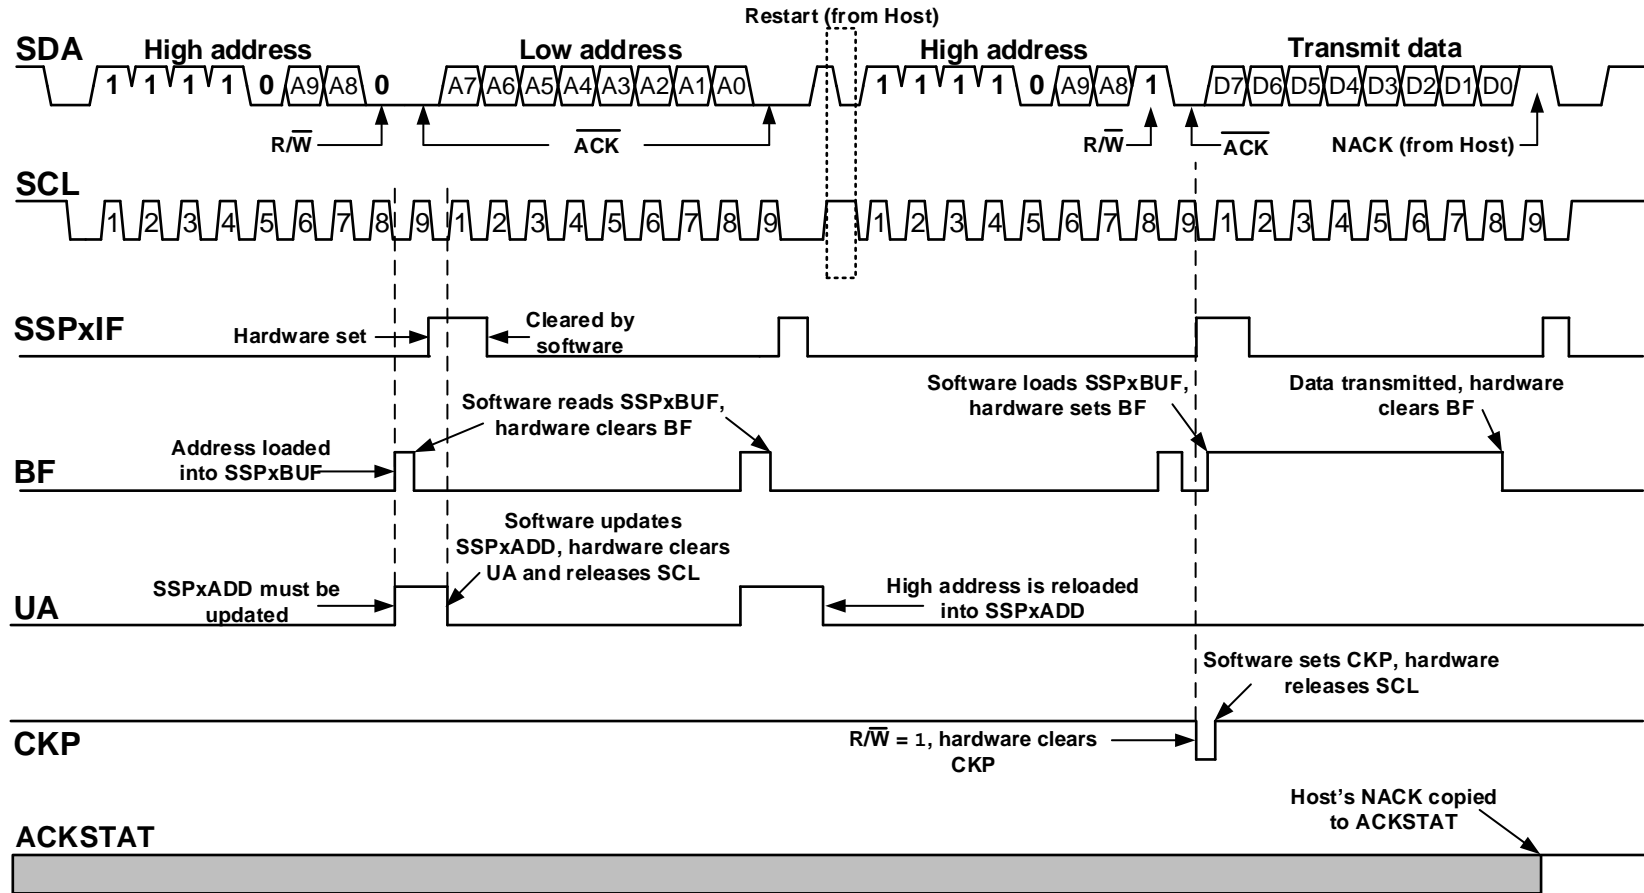 Restart (from Host)
SDA
High address
Low address
High address
Transmit data
1 1 1 1 0 A9 A8 0
A7 A6 A5 A4 A3 A2 A1 A0
1 1 1 1 0 A9 A8 1
D7 D6 D5 D4 D3 D2 D1 D0
R/W̅
A̅C̅K̅
R/W̅
A̅C̅K̅
NACK (from Host)
SCL
1 2 3 4 5 6 7 8 9 1 2 3 4 5 6 7 8 9
1 2 3 4 5 6 7 8 9 1 2 3 4 5 6 7 8 9
SSPxIF
Hardware set
Cleared by
software
Software reads SSPxBUF,
hardware clears BF
Software loads SSPxBUF,
hardware sets BF
Data transmitted, hardware
clears BF
BF
Address loaded
into SSPxBUF
Software updates
SSPxADD, hardware clears
UA and releases SCL
UA
SSPxADD must be
updated
High address is reloaded
into SSPxADD
Software sets CKP, hardware
releases SCL
CKP
R/W̅ = 1, hardware clears
CKP
Host's NACK copied
to ACKSTAT
ACKSTAT